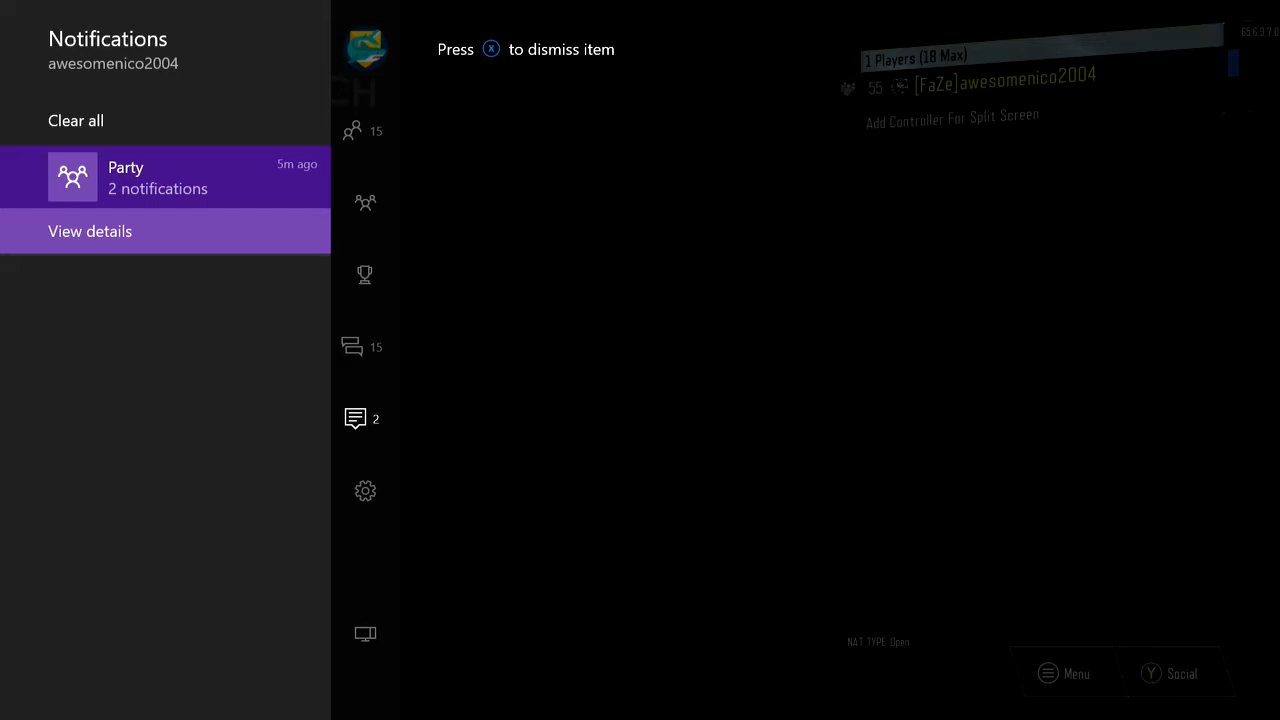 Notifications
awesomenico2004
Clear all
Party
5m ago
2 notifications
View details
CH
15
15
2
Press X to dismiss item
1 Players (18 Max)
55 [FaZe]awesomenico2004
Add Controller For Split Screen
NAT TYPE Open
Menu
Y Social